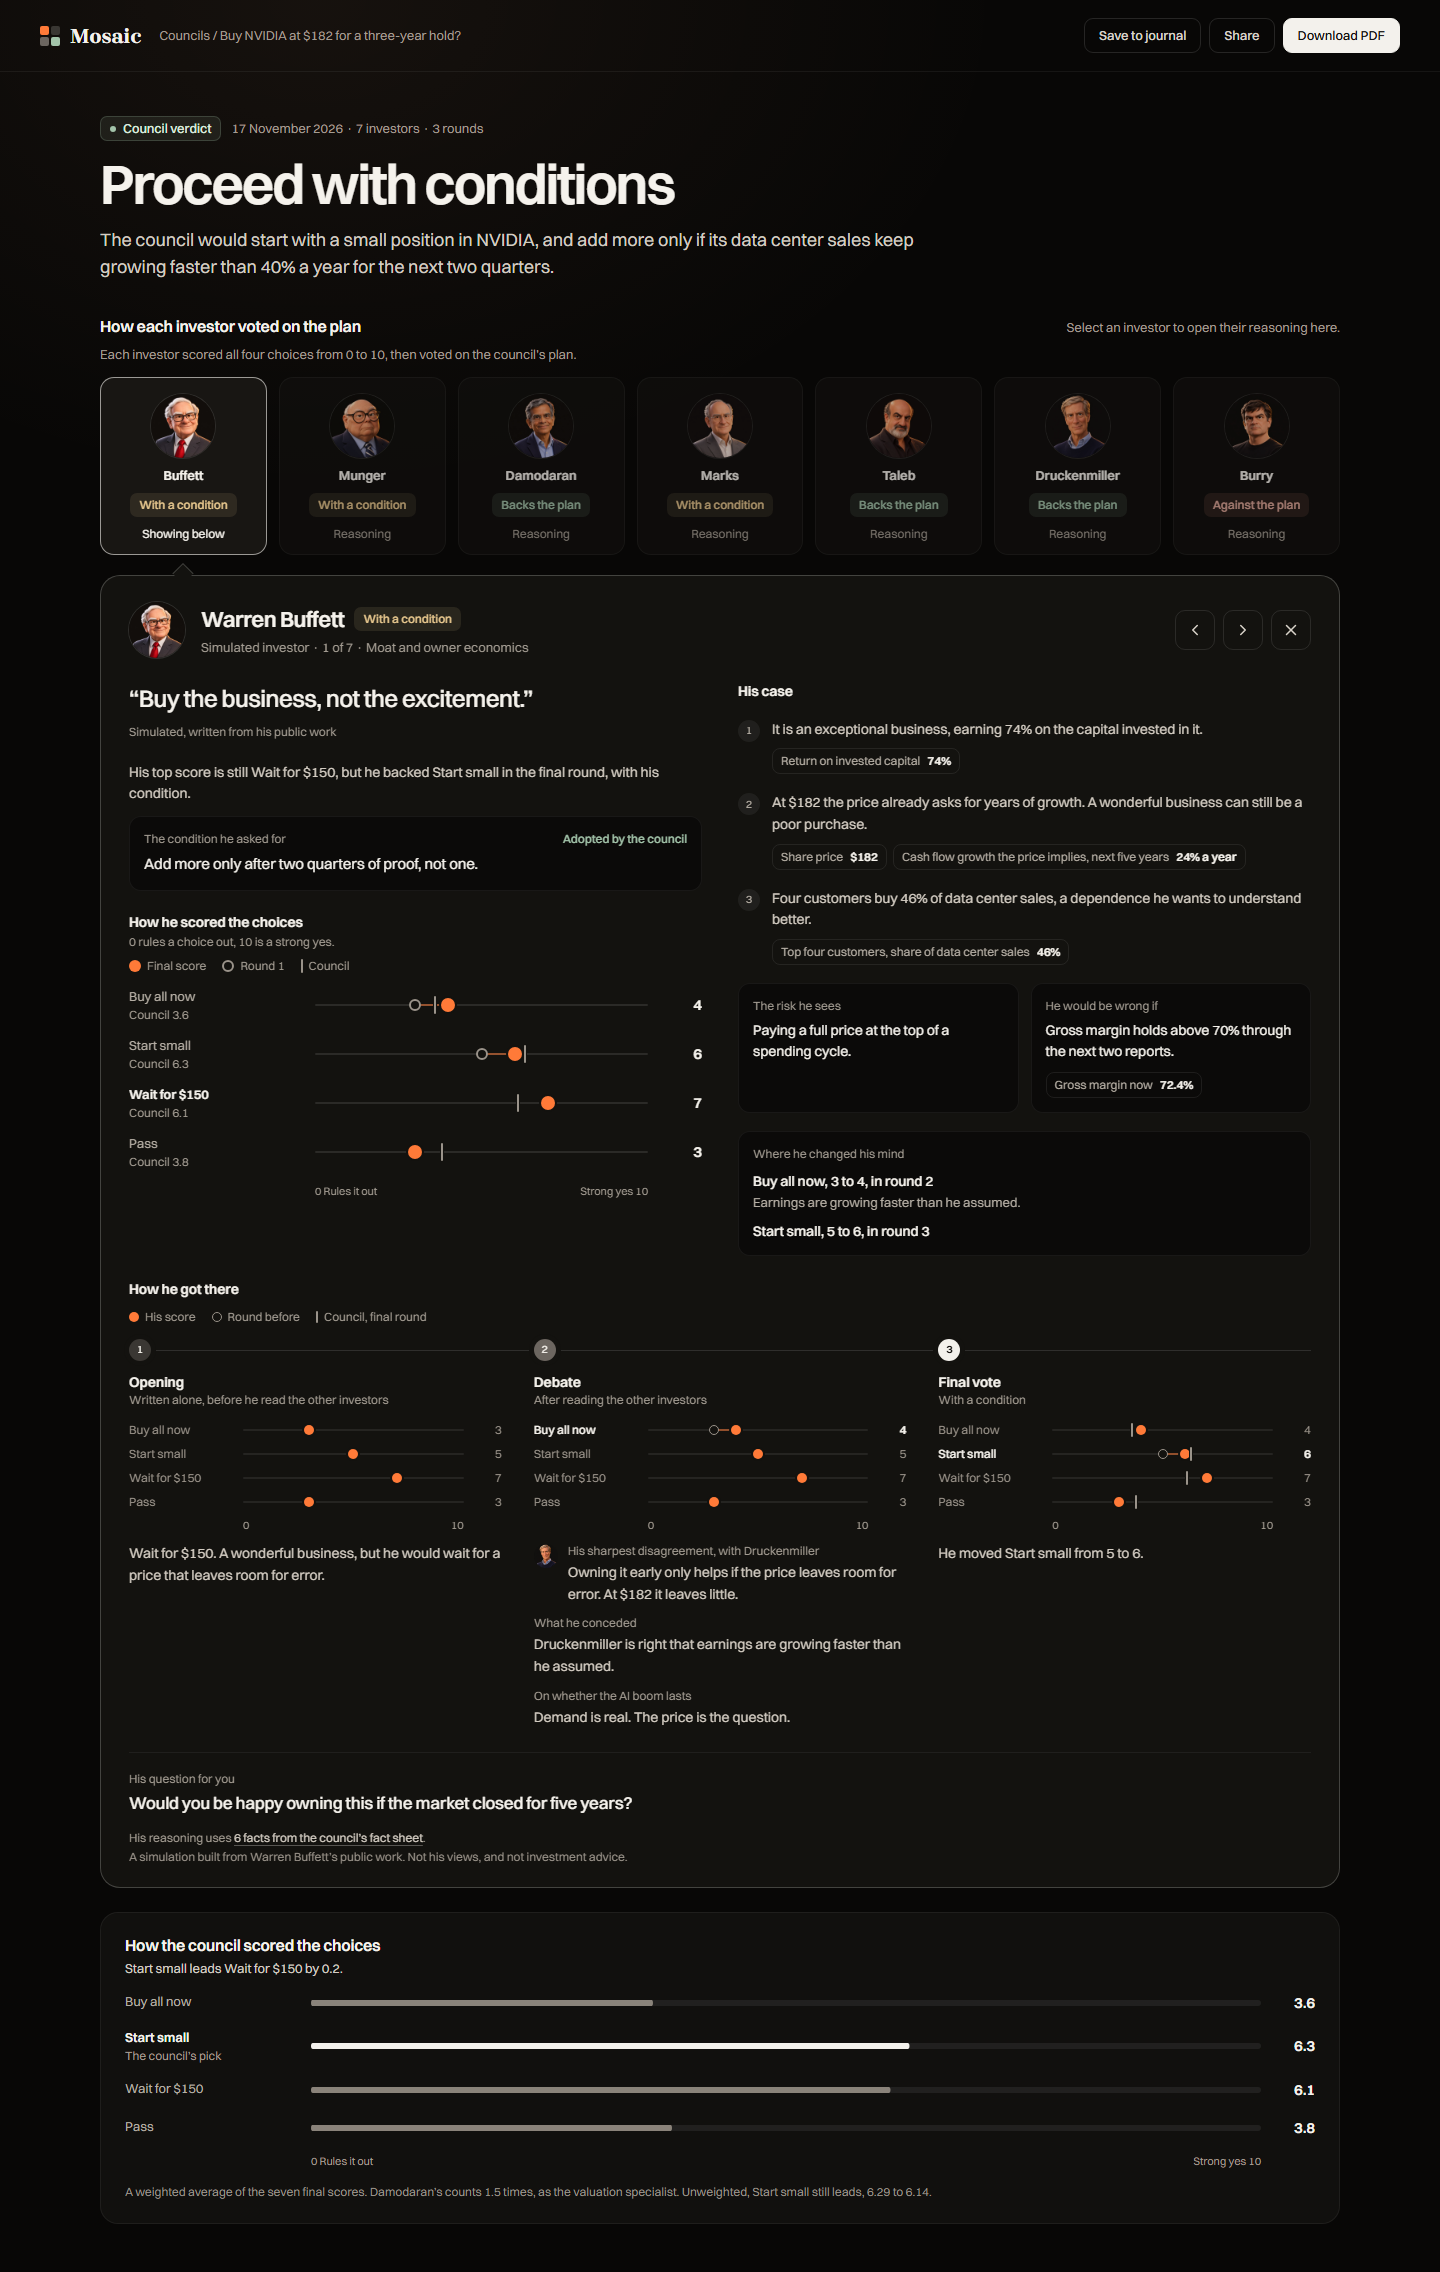 Mosaic
Councils / Buy NVIDIA at $182 for a three-year hold?
Save to journal
Share
Download PDF
Council verdict
17 November 2026 · 7 investors · 3 rounds
Proceed with conditions
The council would start with a small position in NVIDIA, and add more only if its data center sales keep
growing faster than 40% a year for the next two quarters.
How each investor voted on the plan
Select an investor to open their reasoning here.
Each investor scored all four choices from 0 to 10, then voted on the council's plan.
Buffett
With a condition
Showing below
Munger
With a condition
Reasoning
Damodaran
Backs the plan
Reasoning
Marks
With a condition
Reasoning
Taleb
Backs the plan
Reasoning
Druckenmiller
Backs the plan
Reasoning
Burry
Against the plan
Reasoning
Warren Buffett
With a condition
Simulated investor · 1 of 7 · Moat and owner economics
“Buy the business, not the excitement.”
Simulated, written from his public work
His top score is still Wait for $150, but he backed Start small in the final round, with his
condition.
The condition he asked for
Adopted by the council
Add more only after two quarters of proof, not one.
How he scored the choices
0 rules a choice out, 10 is a strong yes.
Final score
Round 1
Council
Buy all now
Council 3.6
4
Start small
Council 6.3
6
Wait for $150
Council 6.1
7
Pass
Council 3.8
3
0 Rules it out
Strong yes 10
His case
1
It is an exceptional business, earning 74% on the capital invested in it.
Return on invested capital 74%
2
At $182 the price already asks for years of growth. A wonderful business can still be a
poor purchase.
Share price $182
Cash flow growth the price implies, next five years 24% a year
3
Four customers buy 46% of data center sales, a dependence he wants to understand
better.
Top four customers, share of data center sales 46%
The risk he sees
Paying a full price at the top of a
spending cycle.
He would be wrong if
Gross margin holds above 70% through
the next two reports.
Gross margin now 72.4%
Where he changed his mind
Buy all now, 3 to 4, in round 2
Earnings are growing faster than he assumed.
Start small, 5 to 6, in round 3
How he got there
His score
Round before
Council, final round
1
Opening
Written alone, before he read the other investors
Buy all now 3
Start small 5
Wait for $150 7
Pass 3
0 10
Wait for $150. A wonderful business, but he would wait for a
price that leaves room for error.
2
Debate
After reading the other investors
Buy all now 4
Start small 5
Wait for $150 7
Pass 3
0 10
His sharpest disagreement, with Druckenmiller
Owning it early only helps if the price leaves room for
error. At $182 it leaves little.
What he conceded
Druckenmiller is right that earnings are growing faster than
he assumed.
On whether the AI boom lasts
Demand is real. The price is the question.
3
Final vote
With a condition
Buy all now 4
Start small 6
Wait for $150 7
Pass 3
0 10
He moved Start small from 5 to 6.
His question for you
Would you be happy owning this if the market closed for five years?
His reasoning uses 6 facts from the council's fact sheet.
A simulation built from Warren Buffett's public work. Not his views, and not investment advice.
How the council scored the choices
Start small leads Wait for $150 by 0.2.
Buy all now
3.6
Start small
The council's pick
6.3
Wait for $150
6.1
Pass
3.8
0 Rules it out
Strong yes 10
A weighted average of the seven final scores. Damodaran's counts 1.5 times, as the valuation specialist. Unweighted, Start small still leads, 6.29 to 6.14.